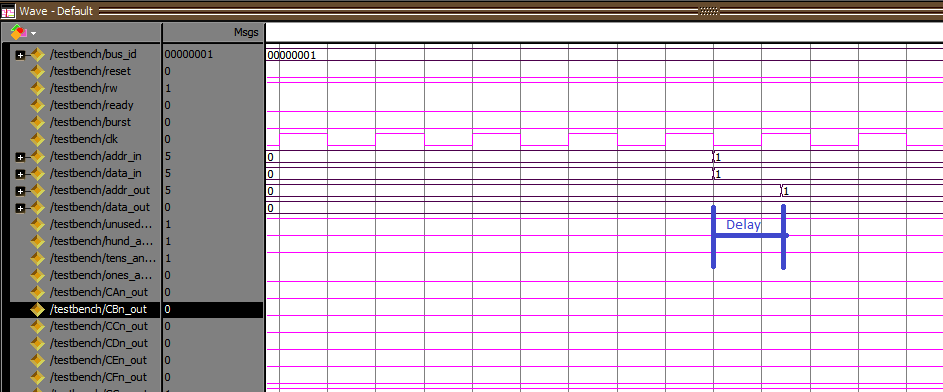 Wave - Default
Msgs
/testbench/bus_id 00000001 00000001
/testbench/reset 0
/testbench/rw 1
/testbench/ready 0
/testbench/burst 0
/testbench/clk 0
/testbench/addr_in 5 0 1
/testbench/data_in 5 0 1
/testbench/addr_out 5 0 1
/testbench/data_out 0 0
/testbench/unused... 1
/testbench/hund_a... 1
/testbench/tens_an... 1
/testbench/ones_a... 0
/testbench/CAn_out 0
/testbench/CBn_out 0
/testbench/CCn_out 0
/testbench/CDn_out 0
/testbench/CEn_out 0
/testbench/CFn_out 0
Delay